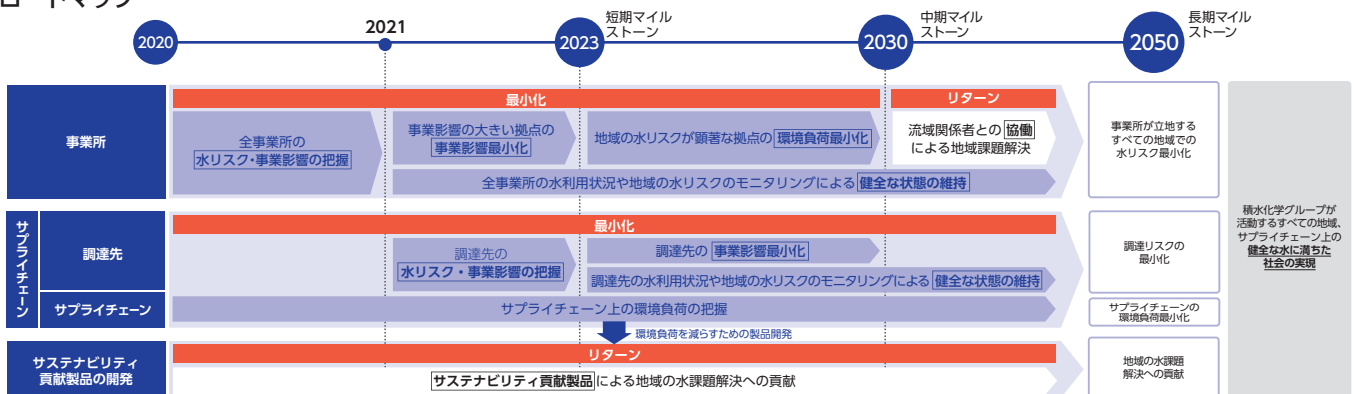 ロードマップ
2020
2021
2023
短期マイル
ストーン
2030
中期マイル
ストーン
2050
長期マイル
ストーン
事業所
最小化
リターン
全事業所の
水リスク・事業影響の把握
事業影響の大きい拠点の
事業影響最小化
地域の水リスクが顕著な拠点の環境負荷最小化
流域関係者との協働
による地域課題解決
全事業所の水利用状況や地域の水リスクのモニタリングによる健全な状態の維持
事業所が立地する
すべての地域での
水リスク最小化
サプライチェーン
調達先
最小化
調達先の
水リスク・事業影響の把握
調達先の事業影響最小化
調達先の水利用状況や地域の水リスクのモニタリングによる健全な状態の維持
調達リスクの
最小化
サプライチェーン
サプライチェーン上の環境負荷の把握
サプライチェーンの
環境負荷最小化
環境負荷を減らすための製品開発
サステナビリティ
貢献製品の開発
リターン
サステナビリティ貢献製品による地域の水課題解決への貢献
地域の水課題
解決への貢献
積水化学グループが
活動するすべての地域、
サプライチェーン上の
健全な水に満ちた
社会の実現